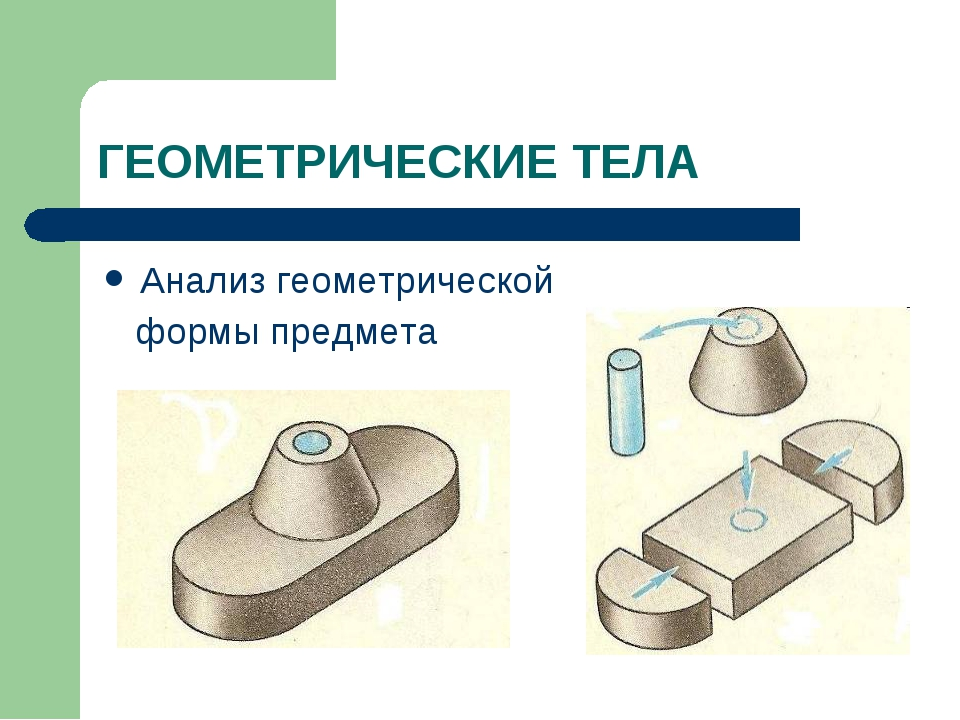 ГЕОМЕТРИЧЕСКИЕ ТЕЛА
Анализ геометрической
формы предмета